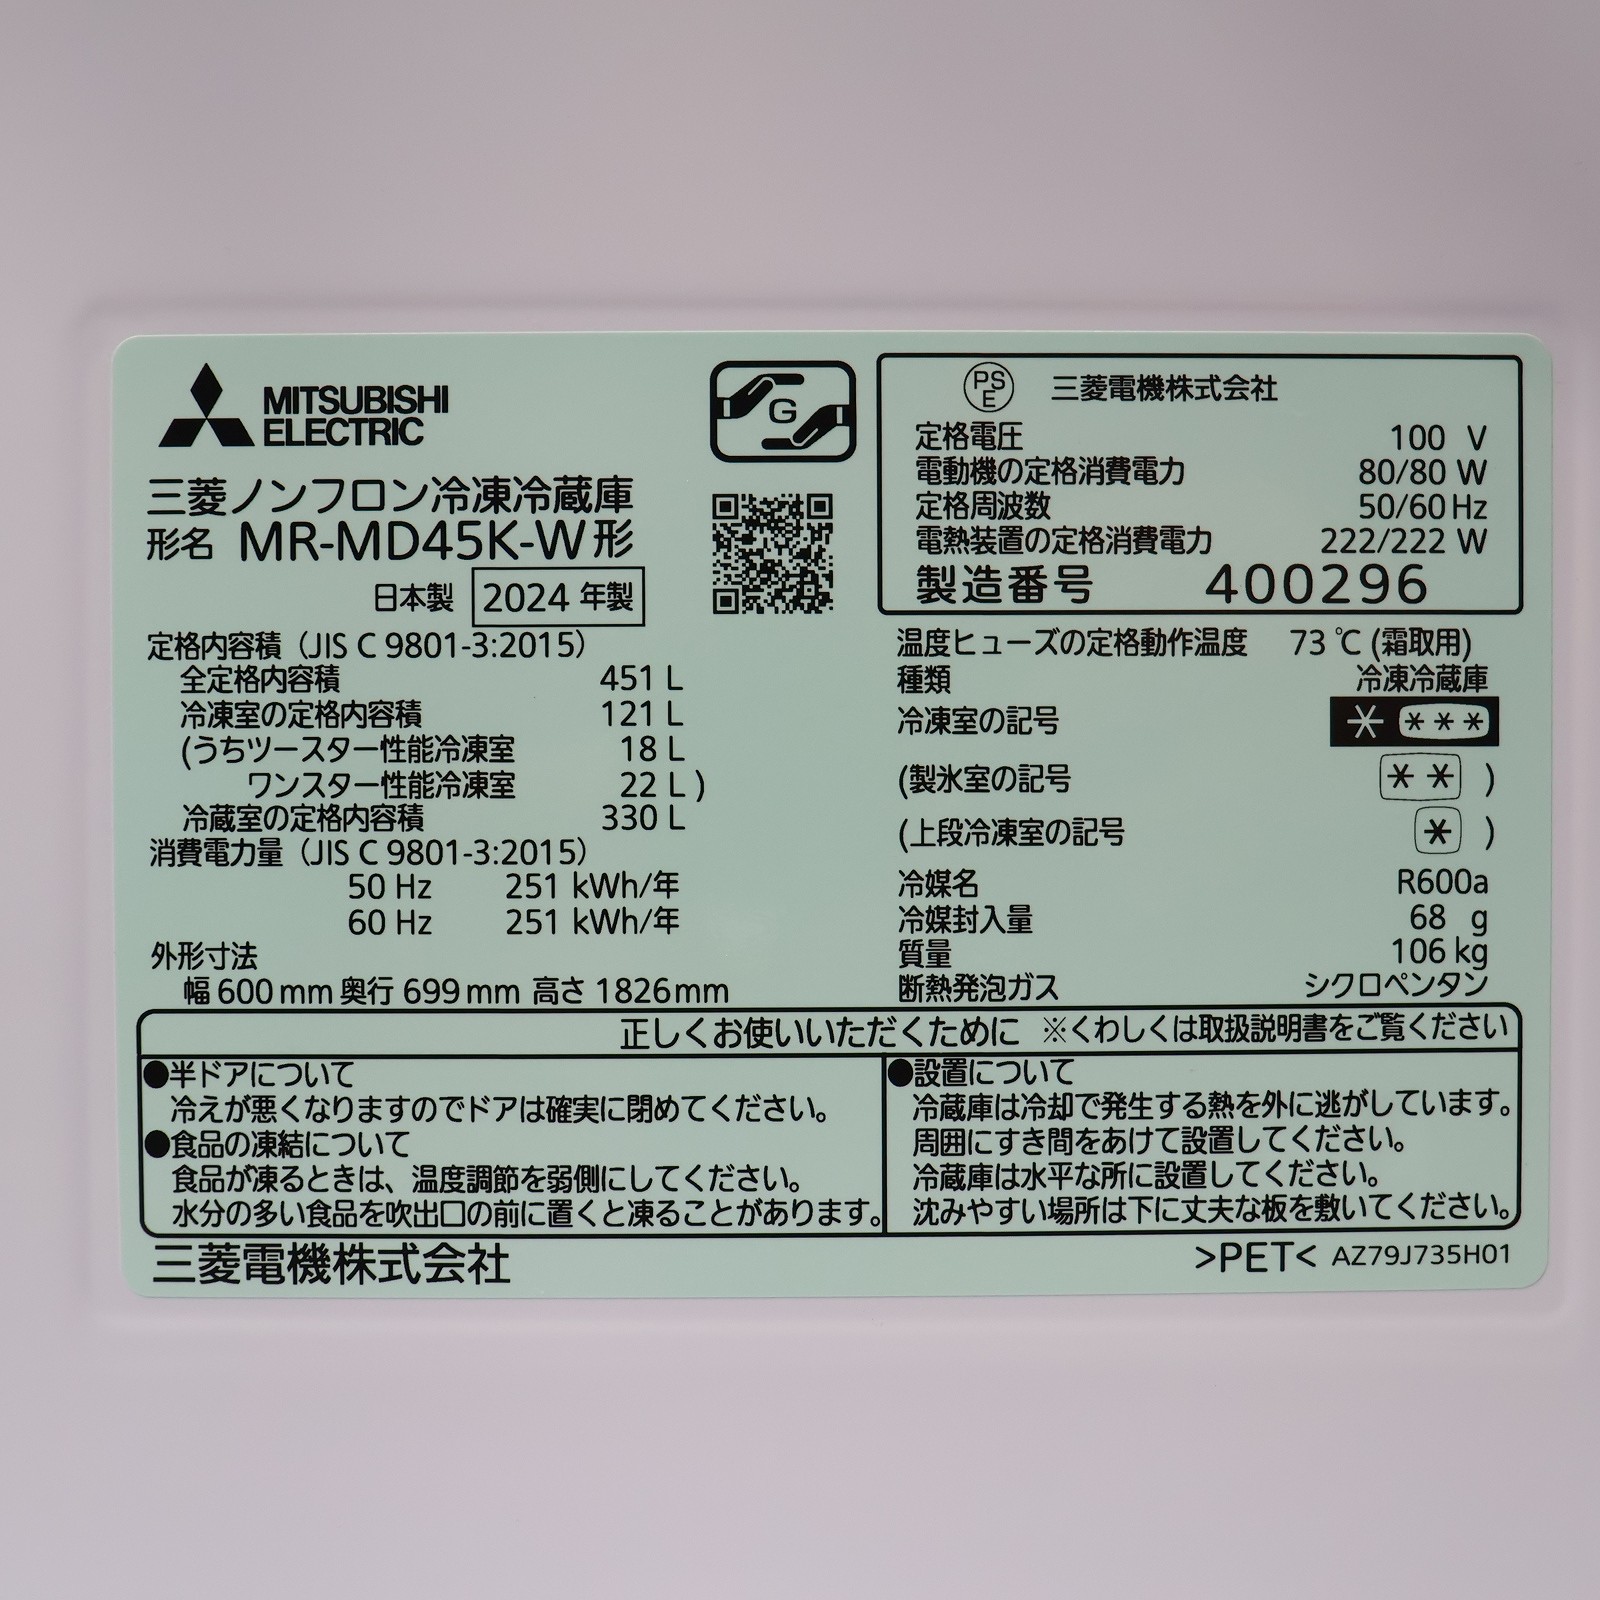 MITSUBISHI
ELECTRIC
三菱ノンフロン冷凍冷蔵庫
形名 MR-MD45K-W形
日本製 2024 年製
G
PS
E
三菱電機株式会社
定格電圧 100 V
電動機の定格消費電力 80/80 W
定格周波数 50/60 Hz
電熱装置の定格消費電力 222/222 W
製造番号 400296
定格内容積（JIS C 9801-3:2015）
全定格内容積 451 L
冷凍室の定格内容積 121 L
(うちツースター性能冷凍室 18 L
ワンスター性能冷凍室 22 L )
冷蔵室の定格内容積 330 L
消費電力量（JIS C 9801-3:2015）
50 Hz 251 kWh/年
60 Hz 251 kWh/年
外形寸法
幅 600 mm 奥行 699 mm 高さ 1826mm
温度ヒューズの定格動作温度 73 ℃ (霜取用)
種類 冷凍冷蔵庫
冷凍室の記号 * ***
(製氷室の記号 ** )
(上段冷凍室の記号 * )
冷媒名 R600a
冷媒封入量 68 g
質量 106 kg
断熱発泡ガス シクロペンタン
正しくお使いいただくために ※くわしくは取扱説明書をご覧ください
●半ドアについて
冷えが悪くなりますのでドアは確実に閉めてください。
●食品の凍結について
食品が凍るときは、温度調節を弱側にしてください。
水分の多い食品を吹出口の前に置くと凍ることがあります。
●設置について
冷蔵庫は冷却で発生する熱を外に逃がしています。
周囲にすき間をあけて設置してください。
冷蔵庫は水平な所に設置してください。
沈みやすい場所は下に丈夫な板を敷いてください。
三菱電機株式会社
>PET< AZ79J735H01